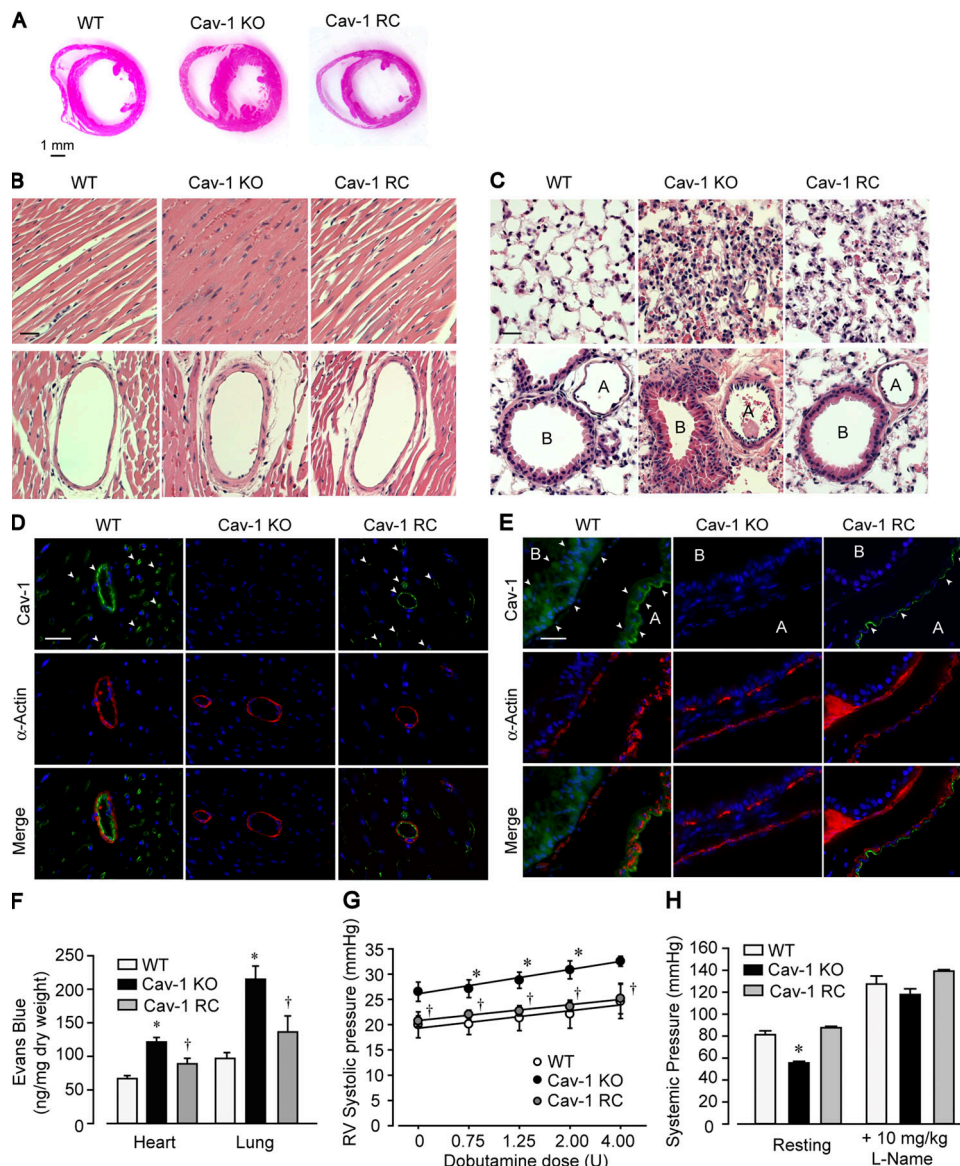 A
WT
Cav-1 KO
Cav-1 RC
1 mm
B
WT
Cav-1 KO
Cav-1 RC
C
WT
Cav-1 KO
Cav-1 RC
A
B
A
B
A
B
D
WT
Cav-1 KO
Cav-1 RC
Cav-1
α-Actin
Merge
E
WT
Cav-1 KO
Cav-1 RC
Cav-1
B
A
B
A
B
A
α-Actin
Merge
F
Evans Blue
(ng/mg dry weight)
250
200
150
100
50
0
WT
Cav-1 KO
Cav-1 RC
*
†
*
†
Heart
Lung
G
RV Systolic pressure (mmHg)
40
35
30
25
20
15
10
5
0
* * *
† † † † †
WT
Cav-1 KO
Cav-1 RC
0 0.75 1.25 2.00 4.00
Dobutamine dose (U)
H
Systemic Pressure (mmHg)
160
140
120
100
80
60
40
20
0
WT
Cav-1 KO
Cav-1 RC
*
Resting
+ 10 mg/kg
L-Name